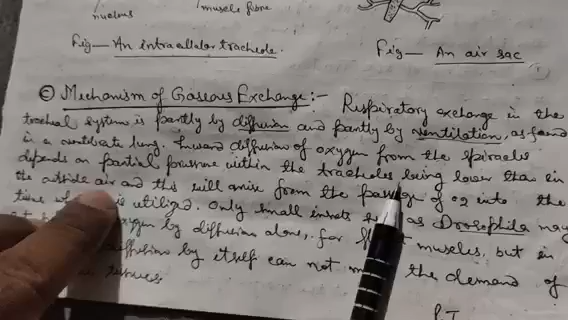 nucleus
muscle fibre
Fig— An intracellular tracheole.
Fig— An air sac
© Mechanism of Gaseous Exchange:- Respiratory exchange in the
tracheal system is partly by diffusion and partly by ventilation, as found
in a ventilate lung. Inward diffusion of oxygen from the spiracles
depends on partial pressure within the tracheoles being lower than in
the outside air and this will arise from the passage of O2 into the
is utilized. Only small insects as Drosophila may
oxygen by diffusion alone, for muscles, but in
diffusion by itself can not the demand of
tissues.
P.T